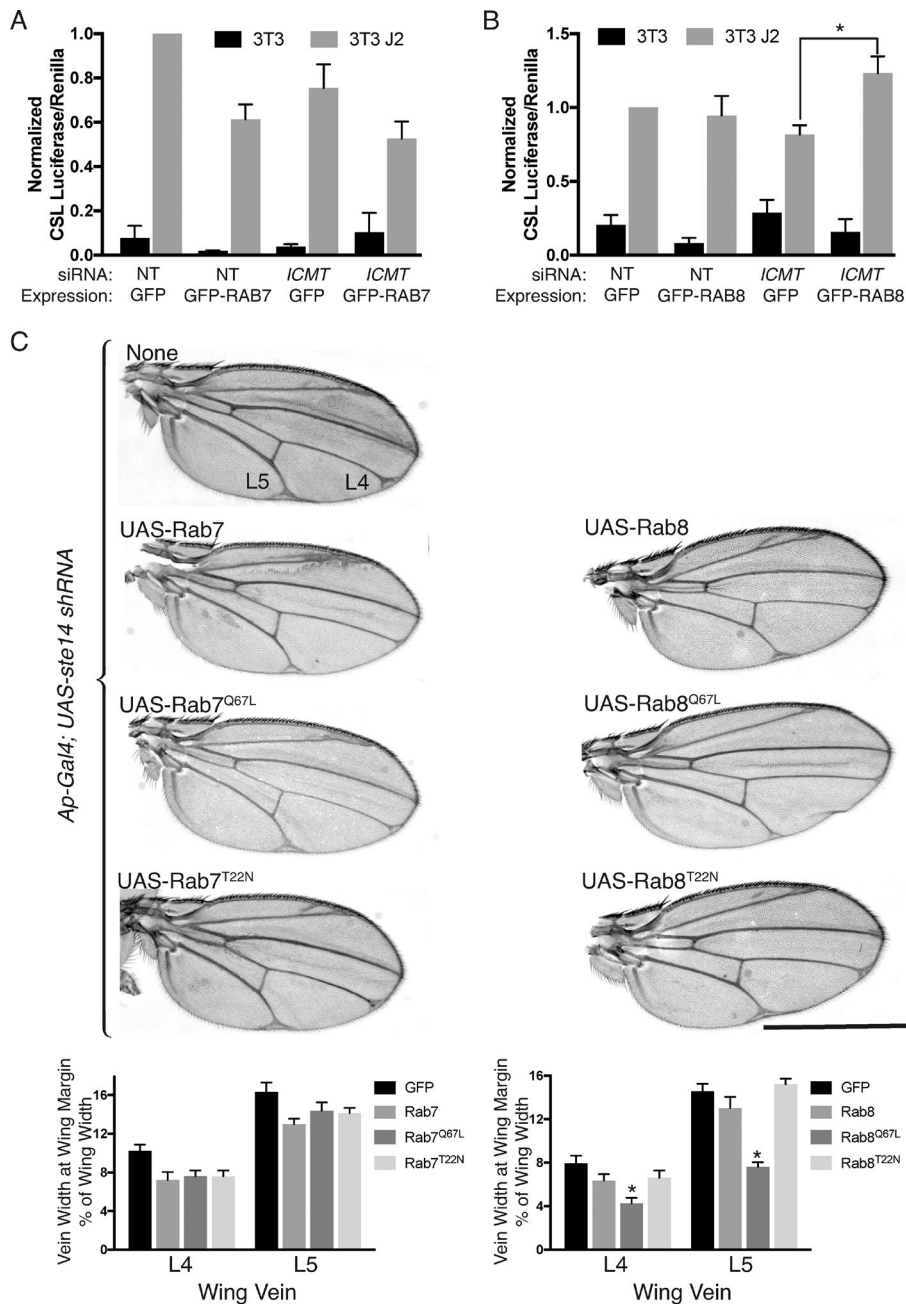 A
3T3
3T3 J2
Normalized
CSL Luciferase/Renilla
1.0
0.8
0.6
0.4
0.2
0.0
siRNA: NT NT ICMT ICMT
Expression: GFP GFP-RAB7 GFP GFP-RAB7
B
3T3
3T3 J2
*
Normalized
CSL Luciferase/Renilla
1.5
1.0
0.5
0.0
siRNA: NT NT ICMT ICMT
Expression: GFP GFP-RAB8 GFP GFP-RAB8
C
Ap-Gal4; UAS-ste14 shRNA
None
L5 L4
UAS-Rab7
UAS-Rab8
UAS-Rab7Q67L
UAS-Rab8Q67L
UAS-Rab7T22N
UAS-Rab8T22N
Vein Width at Wing Margin
% of Wing Width
16
12
8
4
0
GFP
Rab7
Rab7Q67L
Rab7T22N
L4 L5
Wing Vein
Vein Width at Wing Margin
% of Wing Width
16
12
8
4
0
* *
GFP
Rab8
Rab8Q67L
Rab8T22N
L4 L5
Wing Vein